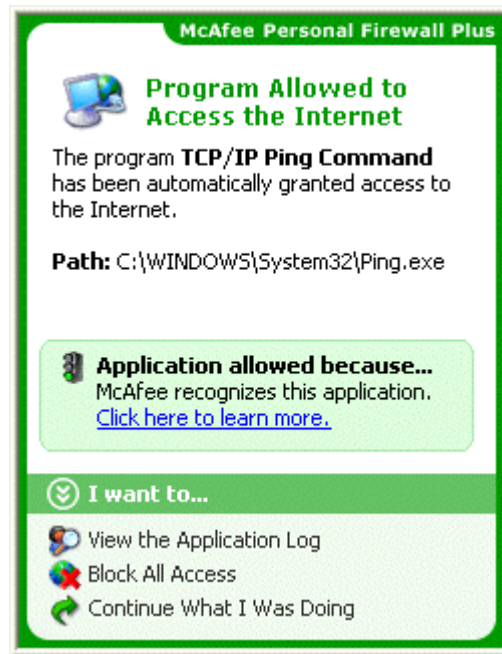 McAfee Personal Firewall Plus
Program Allowed to
Access the Internet
The program TCP/IP Ping Command
has been automatically granted access to
the Internet.
Path: C:\WINDOWS\System32\Ping.exe
Application allowed because...
McAfee recognizes this application.
Click here to learn more.
I want to...
View the Application Log
Block All Access
Continue What I Was Doing